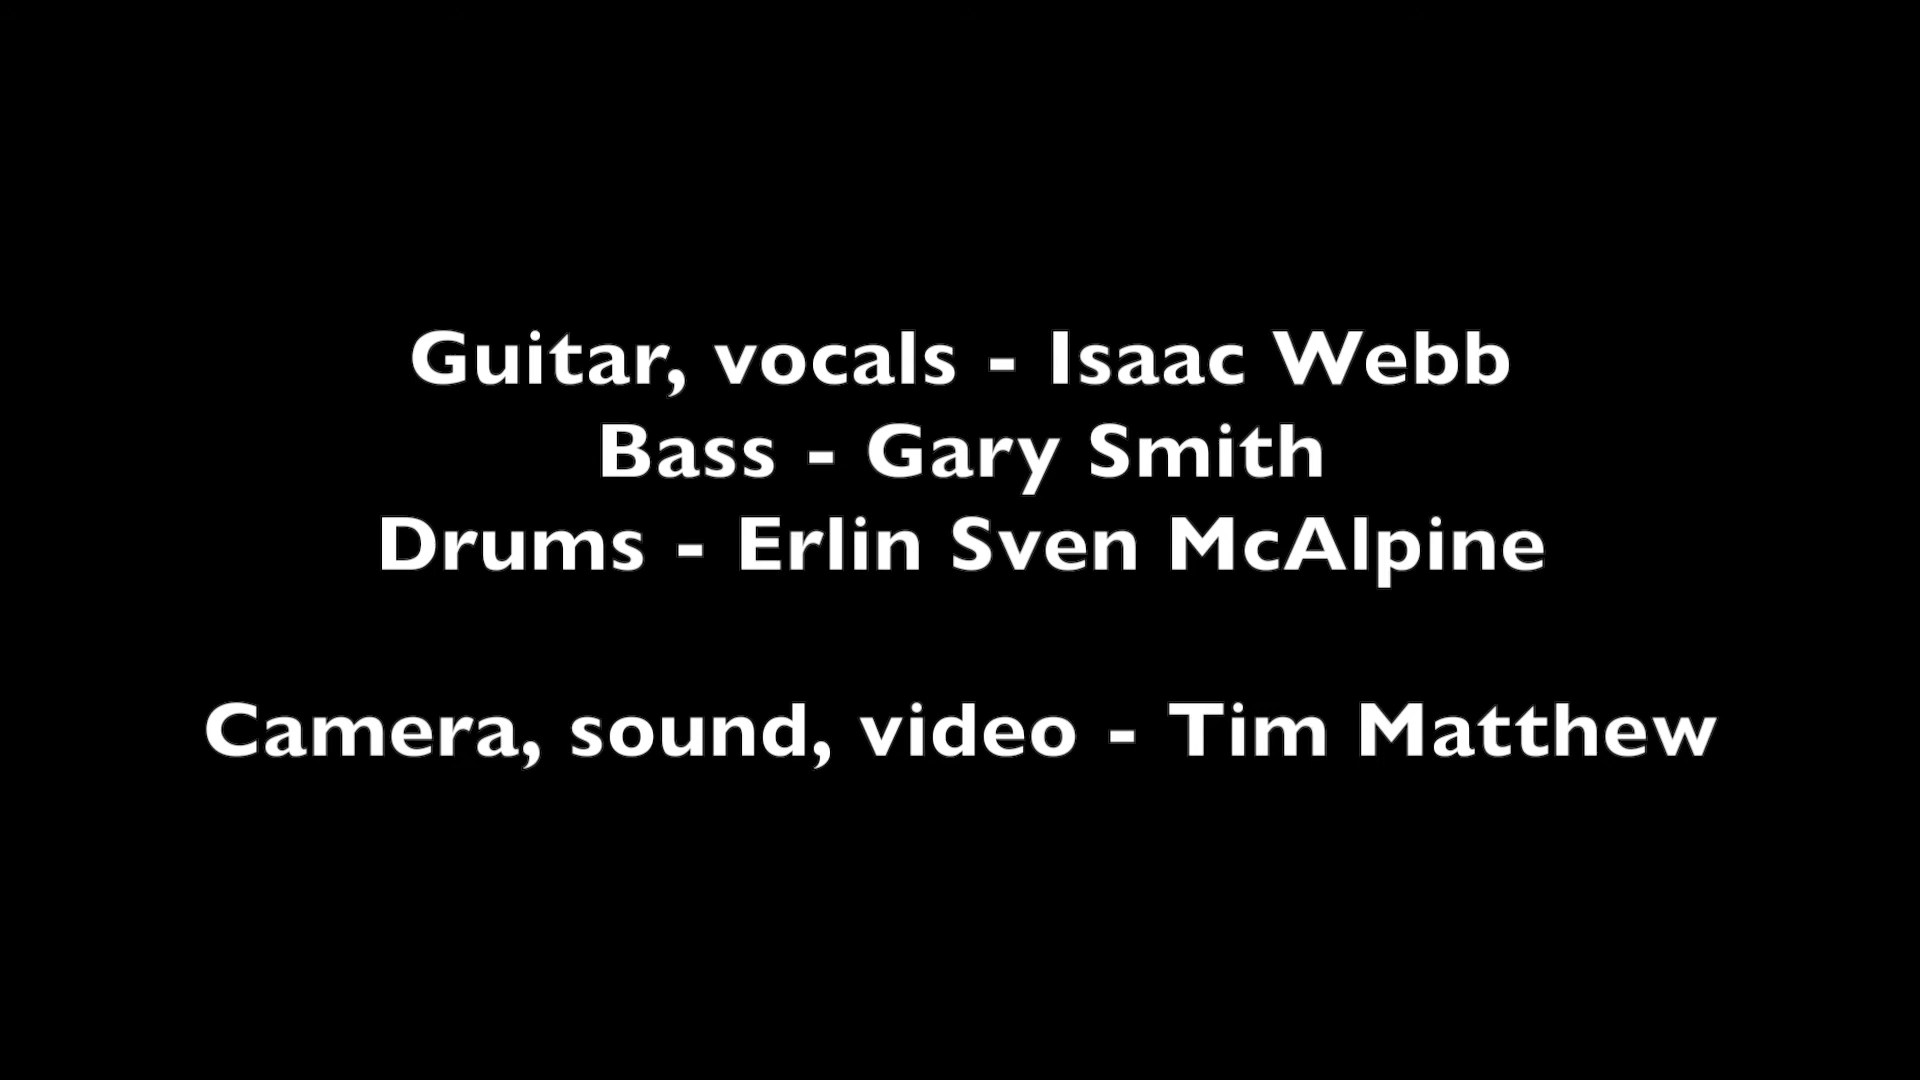 Guitar, vocals - Isaac Webb
Bass - Gary Smith
Drums - Erlin Sven McAlpine
Camera, sound, video - Tim Matthew